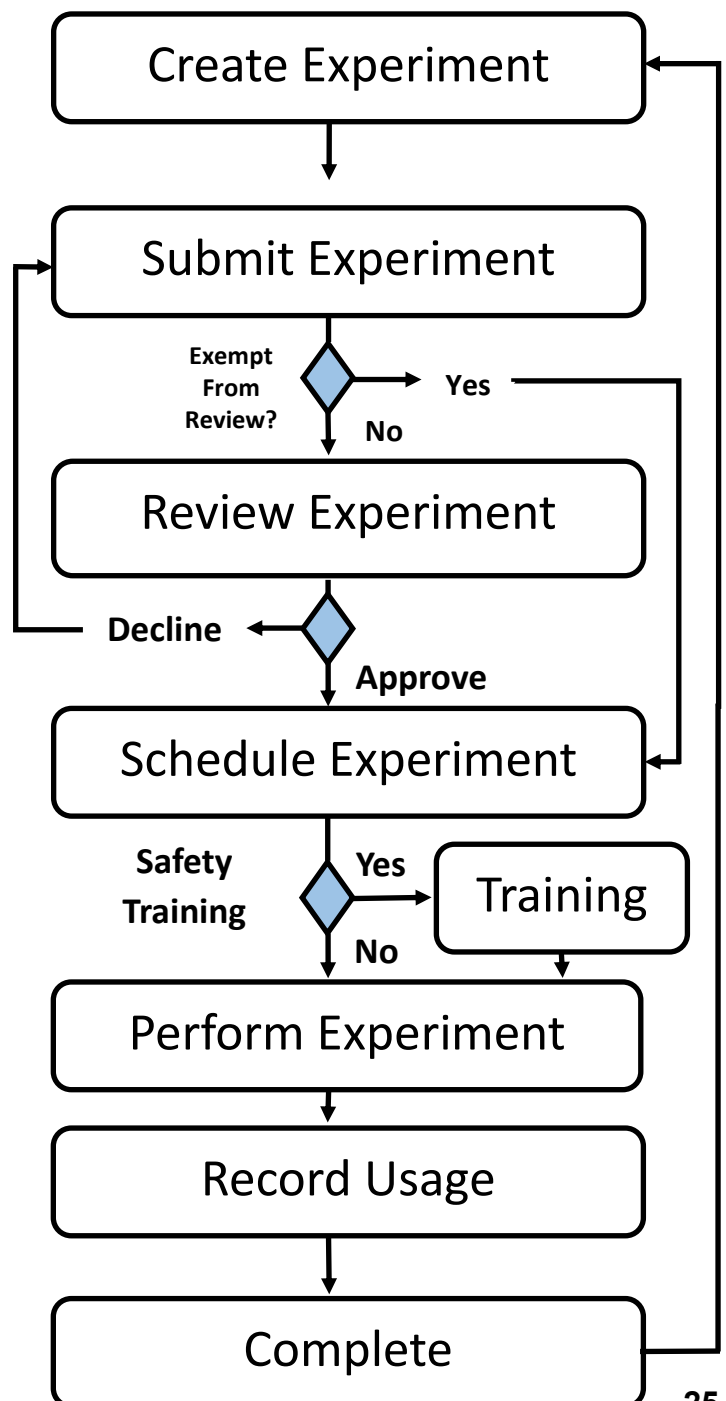 Create Experiment
Submit Experiment
Exempt
From
Review?
Yes
No
Review Experiment
Decline
Approve
Schedule Experiment
Safety
Training
Yes
Training
No
Perform Experiment
Record Usage
Complete
25